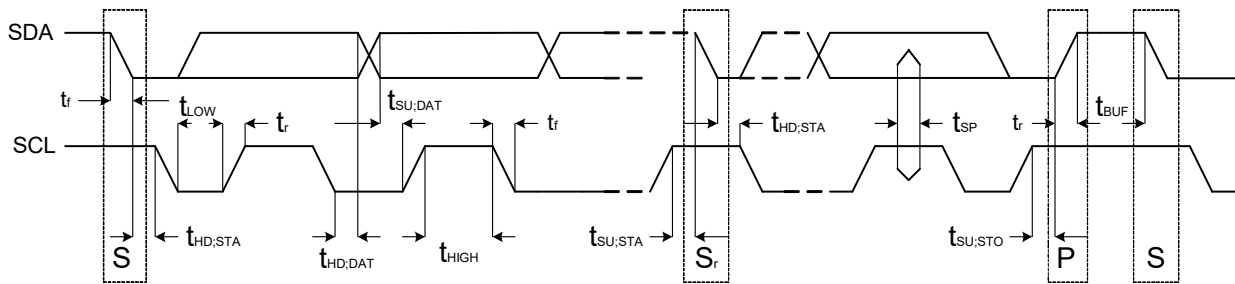 SDA
tf
tLOW
tr
tSU;DAT
tf
tHD;STA
tSP
tr
tBUF
SCL
S
tHD;STA
tHD;DAT
tHIGH
tSU;STA
Sr
tSU;STO
P
S